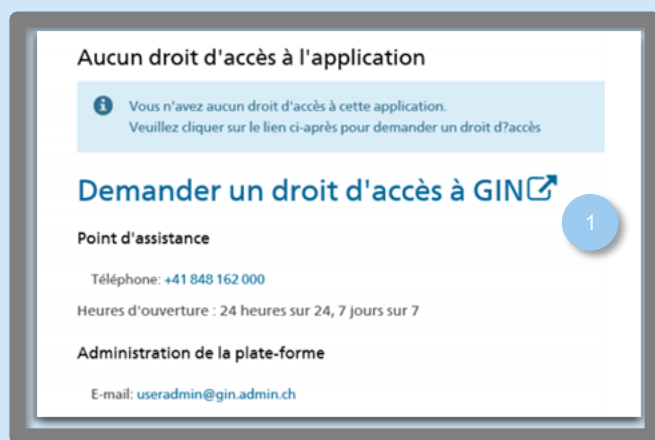 Aucun droit d'accès à l'application
Vous n'avez aucun droit d'accès à cette application.
Veuillez cliquer sur le lien ci-après pour demander un droit d?accès
Demander un droit d'accès à GIN
1
Point d'assistance
Téléphone: +41 848 162 000
Heures d'ouverture : 24 heures sur 24, 7 jours sur 7
Administration de la plate-forme
E-mail: useradmin@gin.admin.ch